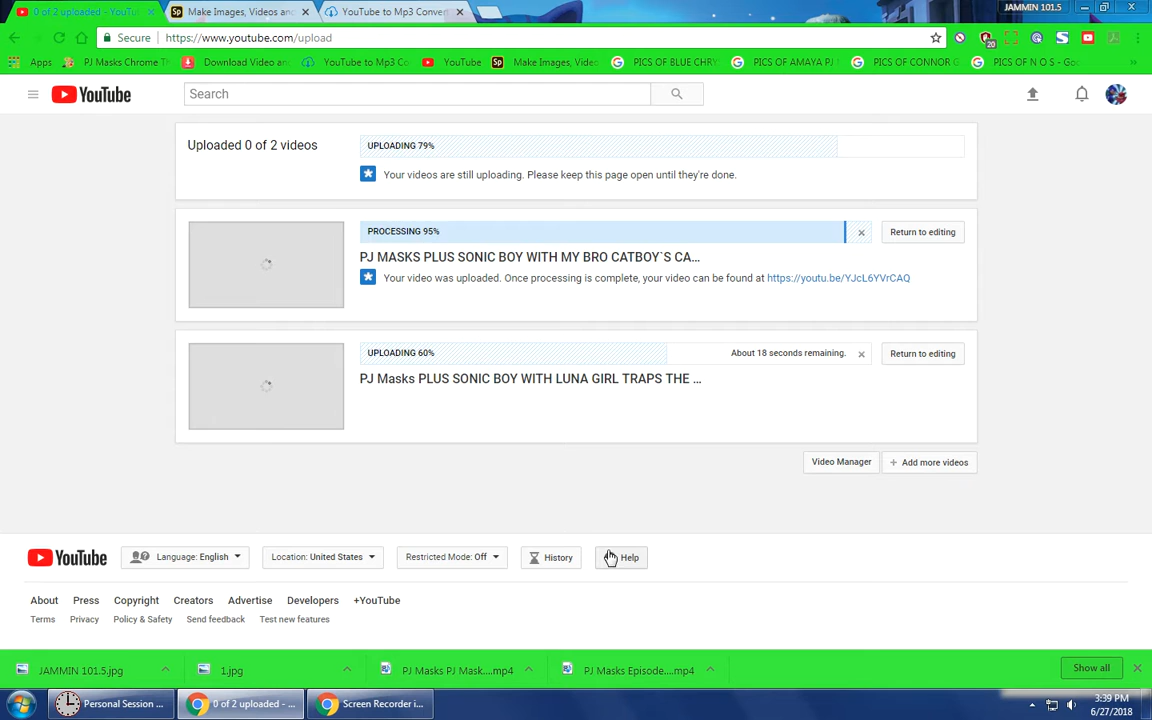 0 of 2 uploaded - YouTu
Make Images, Videos and
YouTube to Mp3 Conver
JAMMIN 101.5
Secure
https://www.youtube.com/upload
20
Apps
PJ Masks Chrome Th
Download Video and
YouTube to Mp3 Co
YouTube
Make Images, Video
PICS OF BLUE CHRY
PICS OF AMAYA PJ
PICS OF CONNOR
PICS OF N O S - Goo
YouTube
Search
Uploaded 0 of 2 videos
UPLOADING 79%
Your videos are still uploading. Please keep this page open until they're done.
PROCESSING 95%
Return to editing
PJ MASKS PLUS SONIC BOY WITH MY BRO CATBOY`S CA...
Your video was uploaded. Once processing is complete, your video can be found at https://youtu.be/YJcL6YVrCAQ
UPLOADING 60%
About 18 seconds remaining.
Return to editing
PJ Masks PLUS SONIC BOY WITH LUNA GIRL TRAPS THE ...
Video Manager
+ Add more videos
YouTube
Language: English
Location: United States
Restricted Mode: Off
History
Help
About
Press
Copyright
Creators
Advertise
Developers
+YouTube
Terms
Privacy
Policy & Safety
Send feedback
Test new features
JAMMIN 101.5.jpg
1.jpg
PJ Masks PJ Mask....mp4
PJ Masks Episode....mp4
Show all
Personal Session ...
0 of 2 uploaded - ...
Screen Recorder i...
3:39 PM
6/27/2018